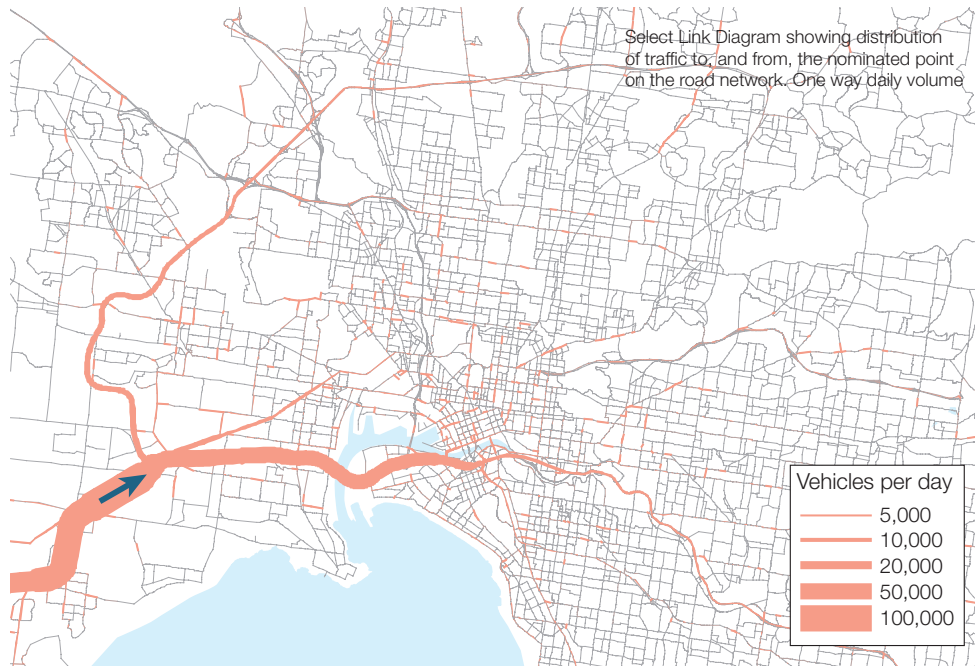 Select Link Diagram showing distribution
of traffic to, and from, the nominated point
on the road network. One way daily volume
Vehicles per day
5,000
10,000
20,000
50,000
100,000